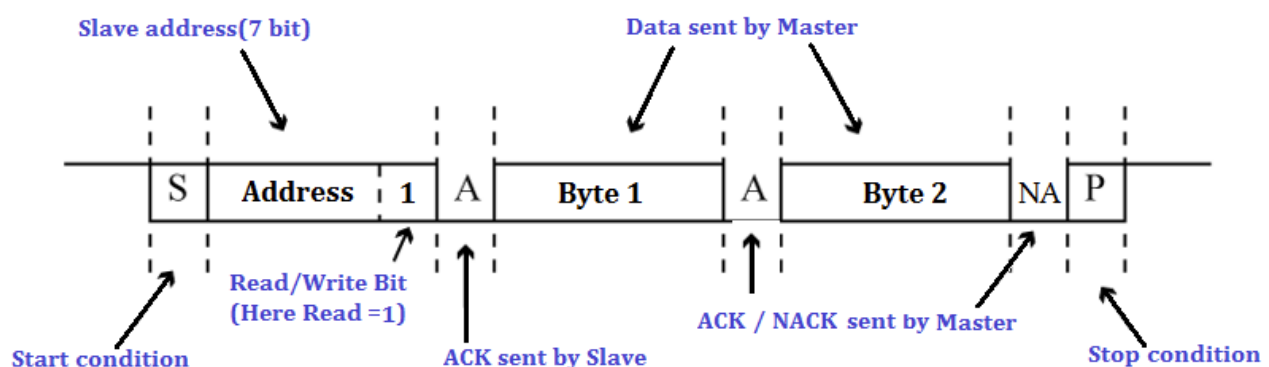 Slave address(7 bit)
Data sent by Master
S
Address
1
A
Byte 1
A
Byte 2
NA
P
Read/Write Bit
(Here Read =1)
ACK / NACK sent by Master
Start condition
ACK sent by Slave
Stop condition